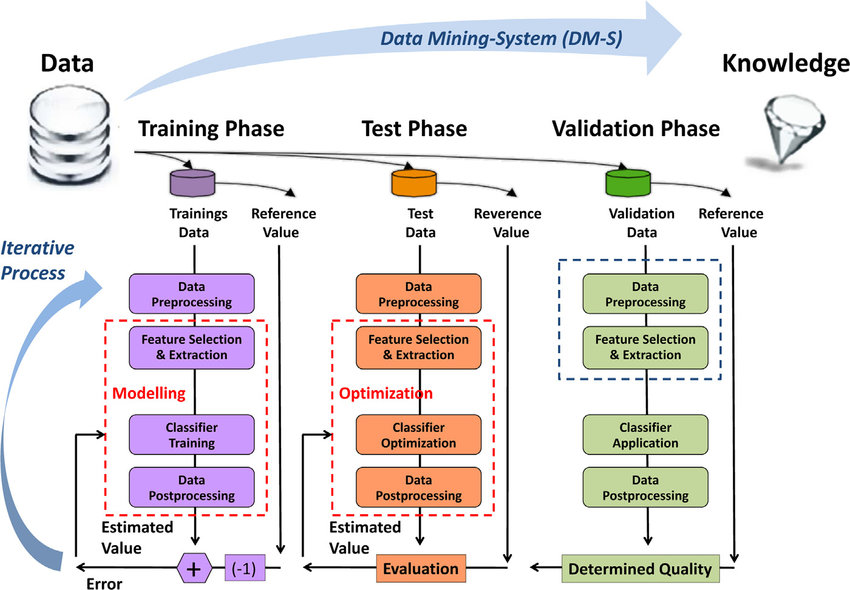 Data Mining-System (DM-S)
Data
Knowledge
Training Phase
Test Phase
Validation Phase
Trainings
Data
Reference
Value
Test
Data
Reverence
Value
Validation
Data
Reference
Value
Iterative
Process
Data
Preprocessing
Feature Selection
& Extraction
Modelling
Classifier
Training
Data
Postprocessing
Estimated
Value
+
(-1)
Error
Data
Preprocessing
Feature Selection
& Extraction
Optimization
Classifier
Optimization
Data
Postprocessing
Estimated
Value
Evaluation
Data
Preprocessing
Feature Selection
& Extraction
Classifier
Application
Data
Postprocessing
Determined Quality